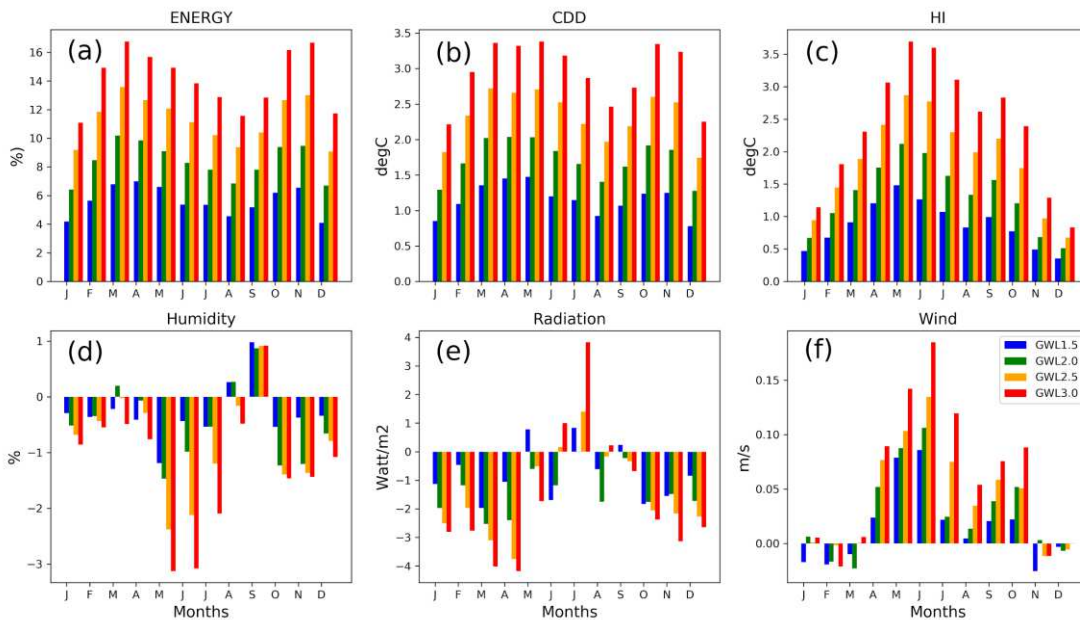 ENERGY
CDD
HI
(a)
(b)
(c)
16
14
12
10
8
6
4
2
0
%)
3.5
3.0
2.5
2.0
1.5
1.0
0.5
0.0
degC
3.5
3.0
2.5
2.0
1.5
1.0
0.5
0.0
degC
J F M A M J J A S O N D
J F M A M J J A S O N D
J F M A M J J A S O N D
Humidity
Radiation
Wind
(d)
(e)
(f)
1
0
−1
−2
−3
%
4
3
2
1
0
−1
−2
−3
−4
Watt/m2
0.15
0.10
0.05
0.00
m/s
GWL1.5
GWL2.0
GWL2.5
GWL3.0
J F M A M J J A S O N D
J F M A M J J A S O N D
J F M A M J J A S O N D
Months
Months
Months